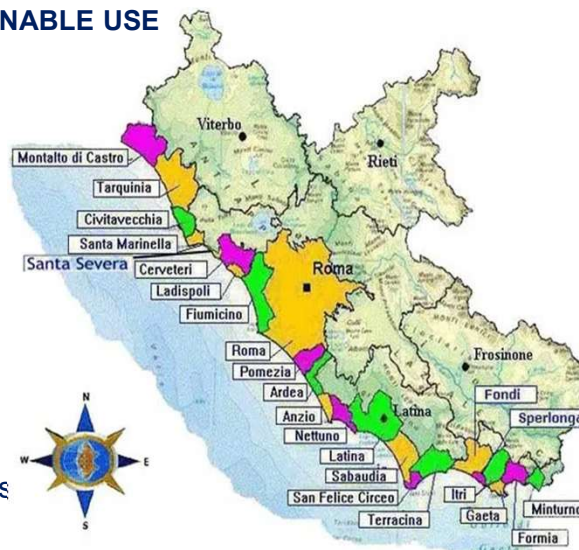 NABLE USE
Viterbo
Rieti
Montalto di Castro
Tarquinia
Civitavecchia
Santa Marinella
Santa Severa
Cerveteri
Ladispoli
Roma
Fiumicino
Roma
Pomezia
Ardea
Frosinone
Fondi
Anzio
Latina
Sperlonga
Nettuno
Latina
Sabaudia
San Felice Circeo
Terracina
Itri
Gaeta
Minturno
Formia
N
W
E
S
s